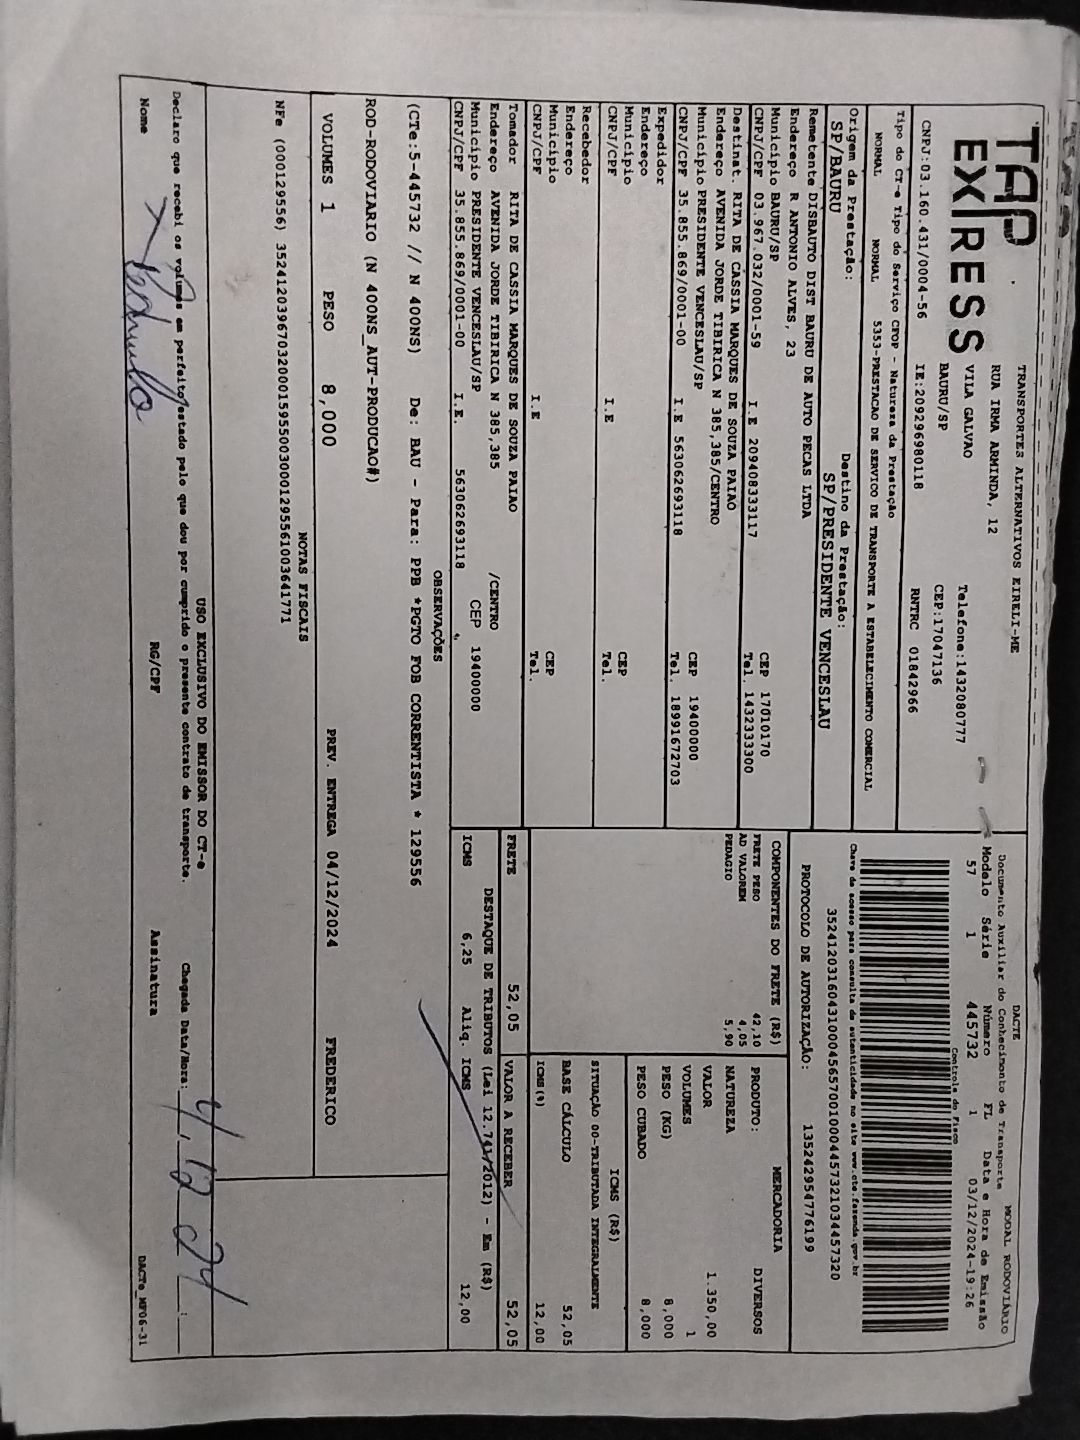 TAP EXPRESS
TRANSPORTES ALTERNATIVOS EIRELI-ME
RUA IRMA ARMINDA, 12
VILA GALVAO
BAURU/SP
Telefone:1432080777
CEP:17047136
CNPJ:03.160.431/0004-56 IE:209296980118 RNTRC 01842966
DACTE
Documento Auxiliar do Conhecimento de Transporte
MODAL RODOVIÁRIO
Modelo Série Número FL Data e Hora de Emissão
57 1 445732 1 03/12/2024-19:26
Controle do Fisco
Tipo do CT-e Tipo do Serviço CFOP - Natureza da Prestação
NORMAL NORMAL 5353-PRESTACAO DE SERVICO DE TRANSPORTE A ESTABELECIMENTO COMERCIAL
Chave de acesso para consulta de autenticidade no site www.cte.fazenda.gov.br
35241203160431000456570010004457321034457320
PROTOCOLO DE AUTORIZAÇÃO: 135242954776199
Origem da Prestação: Destino da Prestação:
SP/BAURU SP/PRESIDENTE VENCESLAU
Remetente DISBAUTO DIST BAURU DE AUTO PECAS LTDA
Endereço R ANTONIO ALVES, 23
Município BAURU/SP CEP 17010170
CNPJ/CPF 03.967.032/0001-59 I.E 209408333117 Tel. 1432333300
Destinat. RITA DE CASSIA MARQUES DE SOUZA PAIAO
Endereço AVENIDA JORDE TIBIRICA N 385,385/CENTRO
Município PRESIDENTE VENCESLAU/SP CEP 19400000
CNPJ/CPF 35.855.869/0001-00 I.E 563062693118 Tel. 18991672703
Expedidor
Endereço
Município CEP
CNPJ/CPF I.E Tel.
Recebedor
Endereço
Município CEP
CNPJ/CPF I.E Tel.
Tomador RITA DE CASSIA MARQUES DE SOUZA PAIAO
Endereço AVENIDA JORDE TIBIRICA N 385,385 /CENTRO
Município PRESIDENTE VENCESLAU/SP CEP 19400000
CNPJ/CPF 35.855.869/0001-00 I.E. 563062693118
COMPONENTES DO FRETE (R$)
FRETE PESO 42,10
AD VALOREM 4,05
PEDAGIO 5,90
MERCADORIA
PRODUTO: DIVERSOS
NATUREZA
VALOR 1.350,00
VOLUMES 1
PESO (KG) 8,000
PESO CUBADO 8,000
ICMS (R$)
SITUAÇÃO 00-TRIBUTADA INTEGRALMENTE
BASE CÁLCULO 52,05
ICMS(%) 12,00
FRETE 52,05 VALOR A RECEBER 52,05
DESTAQUE DE TRIBUTOS (Lei 12.741/2012) - Em (R$)
ICMS 6,25 Aliq. ICMS 12,00
OBSERVAÇÕES
(CTe:5-445732 // N 400NS) De: BAU - Para: PPB *PGTO FOB CORRENTISTA * 129556
ROD-RODOVIARIO (N 400NS_AUT-PRODUCAO#)
VOLUMES 1 PESO 8,000 PREV. ENTREGA 04/12/2024 FREDERICO
NOTAS FISCAIS
NFe (000129556) 35241203967032000159550030001295561003641771
USO EXCLUSIVO DO EMISSOR DO CT-e
Declaro que recebi os volumes em perfeito estado pelo que dou por cumprido o presente contrato de transporte. Chegada Data/Hora: 4/12/24 :
Nome RG/CPF Assinatura
DACTe_MF06-31